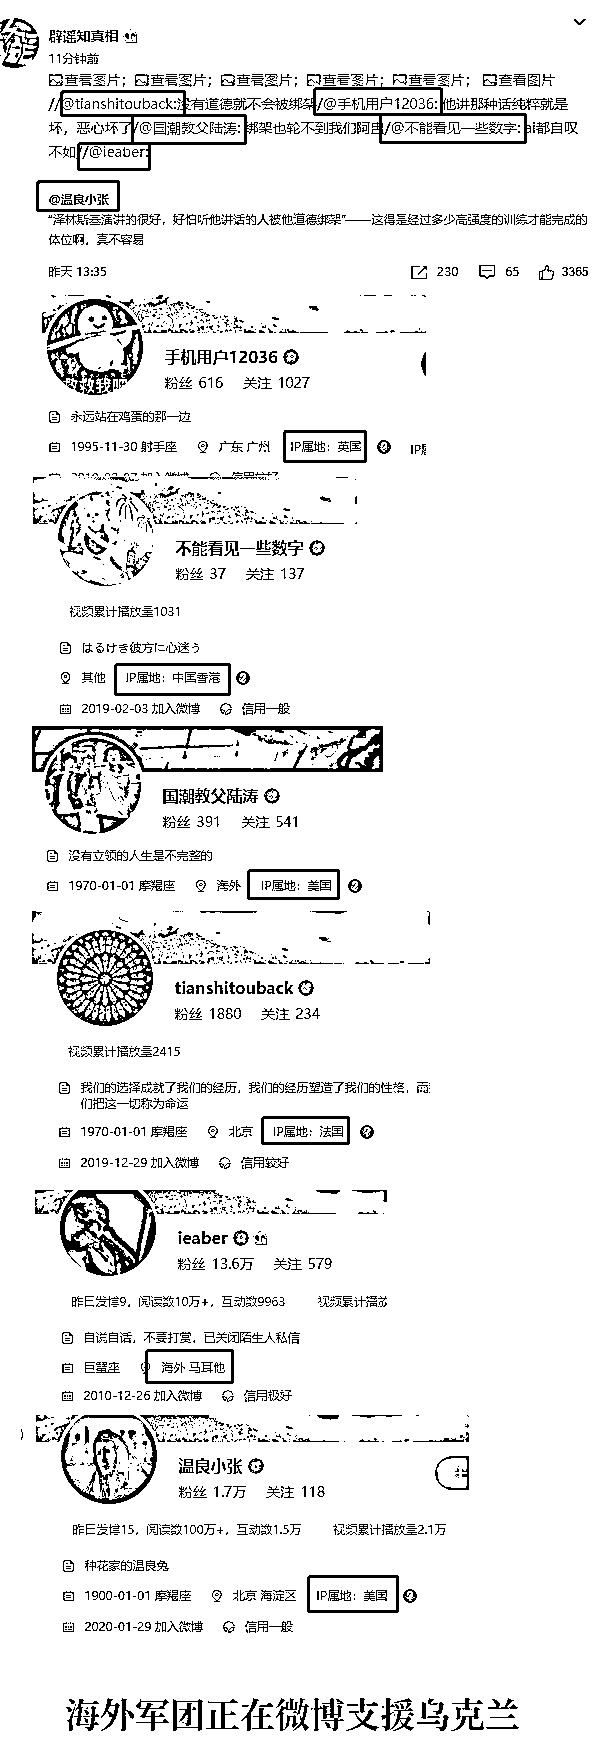 辟谣知真相
11分钟前
查看图片； 查看图片； 查看图片； 查看图片； 查看图片； 查看图片
//@tianshitouback:没有道德就不会被绑架/@手机用户12036: 他讲那种话纯粹就是
坏，恶心坏了/@国潮教父陆涛: 绑架也轮不到我们阿/@不能看见一些数字: ai都自叹
不如//@ieaber:
@温良小张
“泽林斯基演讲的很好，好怕听他讲话的人被他道德绑架”——这得是经过多少高强度的训练才能完成的
体位啊，真不容易
昨天 13:35 230 65 3365
手机用户12036
粉丝 616 关注 1027
永远站在鸡蛋的那一边
1995-11-30 射手座 广东 广州 IP属地：英国
不能看见一些数字
粉丝 37 关注 137
视频累计播放量1031
はるけき彼方に心迷う
其他 IP属地：中国香港
2019-02-03 加入微博 信用一般
国潮教父陆涛
粉丝 391 关注 541
没有立领的人生是不完整的
1970-01-01 摩羯座 海外 IP属地：美国
tianshitouback
粉丝 1880 关注 234
视频累计播放量2415
我们的选择成就了我们的经历，我们的经历塑造了我们的性格，而
们把这一切称为命运
1970-01-01 摩羯座 北京 IP属地：法国
2019-12-29 加入微博 信用较好
ieaber
粉丝 13.6万 关注 579
昨日发博9，阅读数10万+，互动数9963 视频累计播放
自说自话，不要打赏，已关闭陌生人私信
巨蟹座 海外 马耳他
2010-12-26 加入微博 信用极好
温良小张
粉丝 1.7万 关注 118
昨日发博15，阅读数100万+，互动数1.5万 视频累计播放量2.1万
种花家的温良兔
1900-01-01 摩羯座 北京 海淀区 IP属地：美国
2020-01-29 加入微博 信用一般
海外军团正在微博支援乌克兰